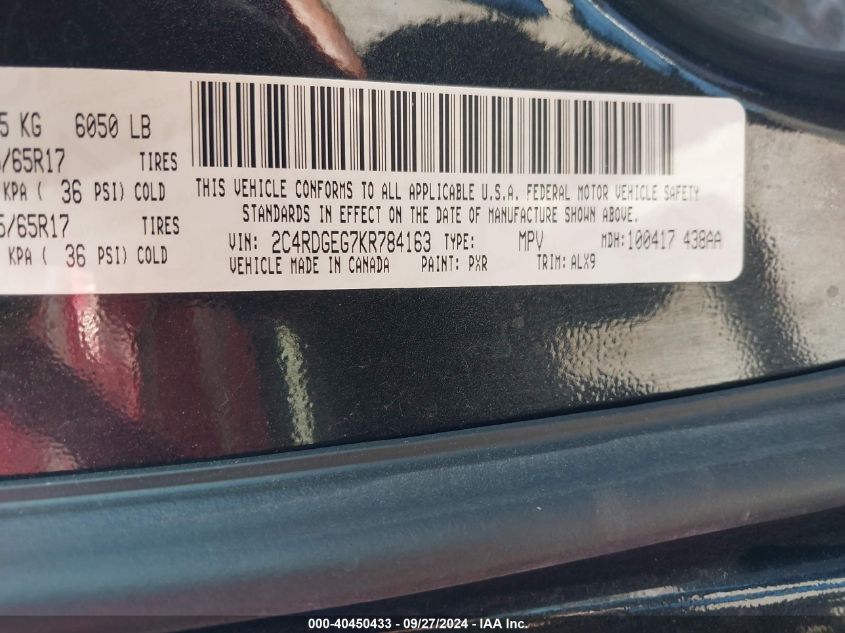 5 KG 6050 LB
/65R17 TIRES
KPA ( 36 PSI) COLD
5/65R17 TIRES
KPA ( 36 PSI) COLD
THIS VEHICLE CONFORMS TO ALL APPLICABLE U.S.A. FEDERAL MOTOR VEHICLE SAFETY
STANDARDS IN EFFECT ON THE DATE OF MANUFACTURE SHOWN ABOVE.
VIN: 2C4RDGEG7KR784163 TYPE: MPV MDH:100417 438AA
VEHICLE MADE IN CANADA PAINT: PXR TRIM: ALX9
000-40450433 - 09/27/2024 - IAA Inc.